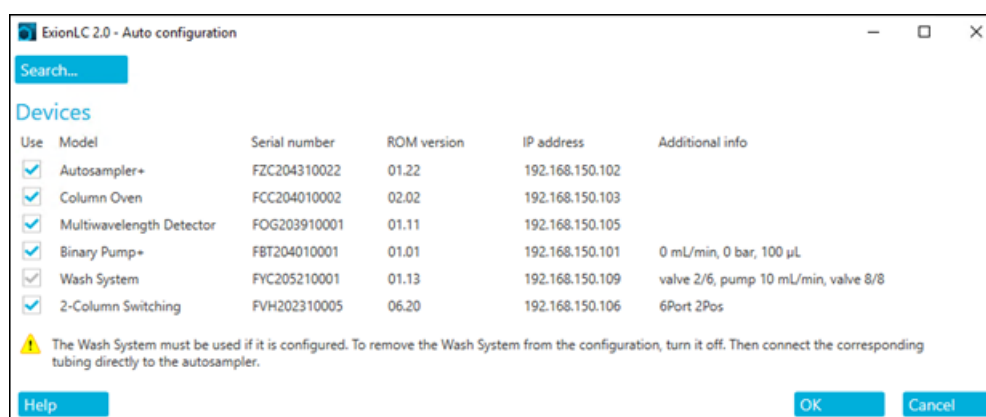 ExionLC 2.0 - Auto configuration
Search...
Devices
Use Model Serial number ROM version IP address Additional info
Autosampler+ FZC204310022 01.22 192.168.150.102
Column Oven FCC204010002 02.02 192.168.150.103
Multiwavelength Detector FOG203910001 01.11 192.168.150.105
Binary Pump+ FBT204010001 01.01 192.168.150.101 0 mL/min, 0 bar, 100 µL
Wash System FYC205210001 01.13 192.168.150.109 valve 2/6, pump 10 mL/min, valve 8/8
2-Column Switching FVH202310005 06.20 192.168.150.106 6Port 2Pos
The Wash System must be used if it is configured. To remove the Wash System from the configuration, turn it off. Then connect the corresponding
tubing directly to the autosampler.
Help OK Cancel